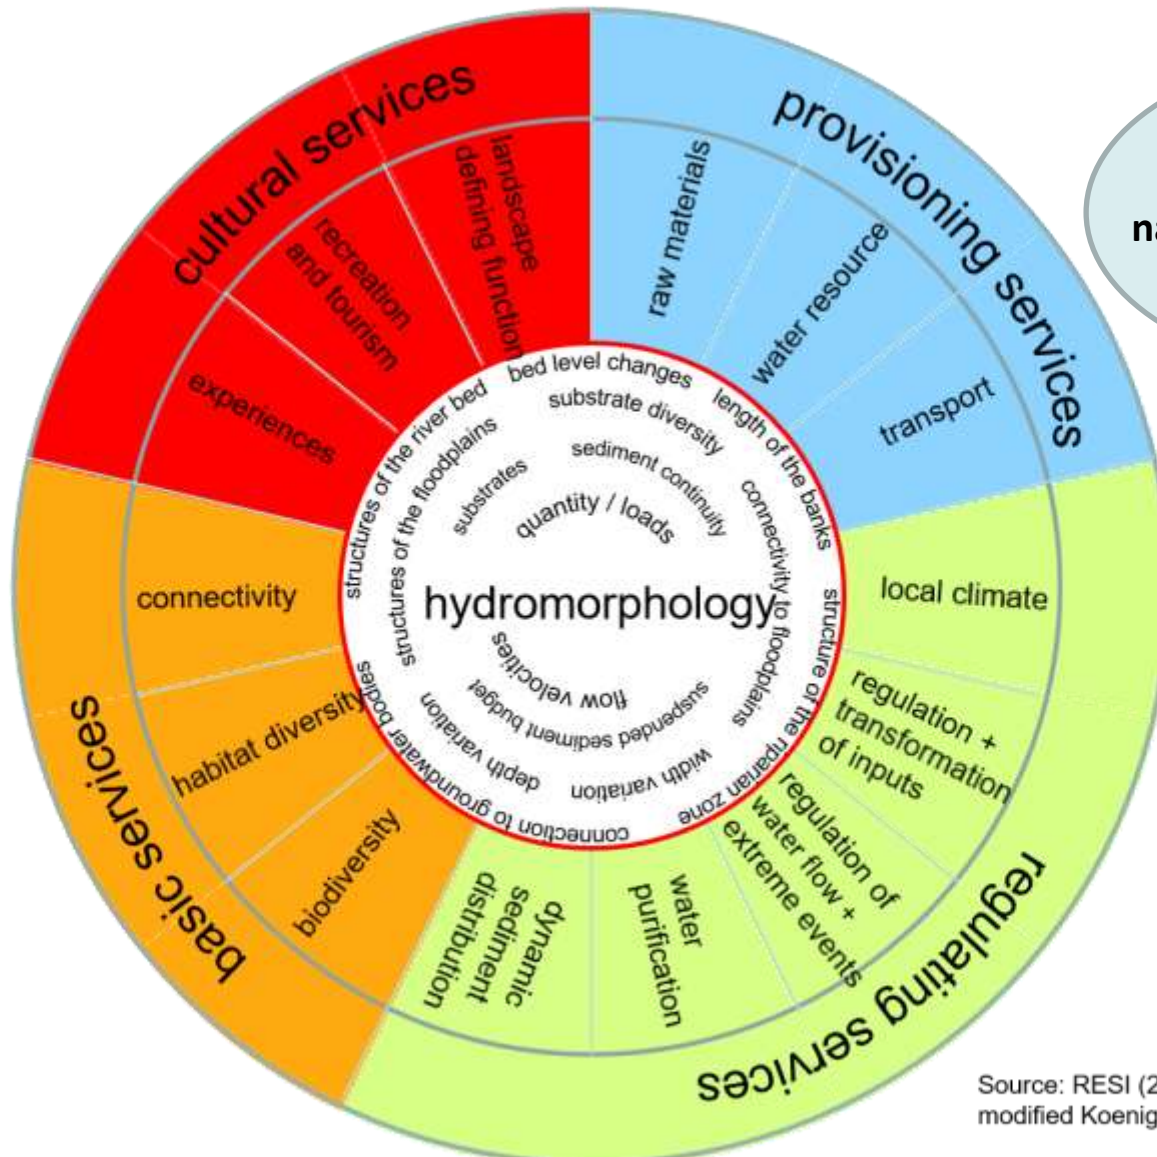 cultural services
landscape
defining function
recreation
and tourism
experiences
provisioning services
raw materials
water resource
transport
regulating services
local climate
regulation +
transformation
of inputs
regulation of
water flow +
extreme events
water
purification
dynamic
sediment
distribution
basic services
biodiversity
habitat diversity
connectivity
bed level changes
length of the banks
structure of the riparian zone
connection to groundwater bodies
structures of the river bed
substrate diversity
connectivity to floodplains
width variation
depth variation
structures of the floodplains
sediment continuity
suspended sediment budget
substrates
quantity / loads
flow velocities
hydromorphology
na
Source: RESI (2
modified Koenig